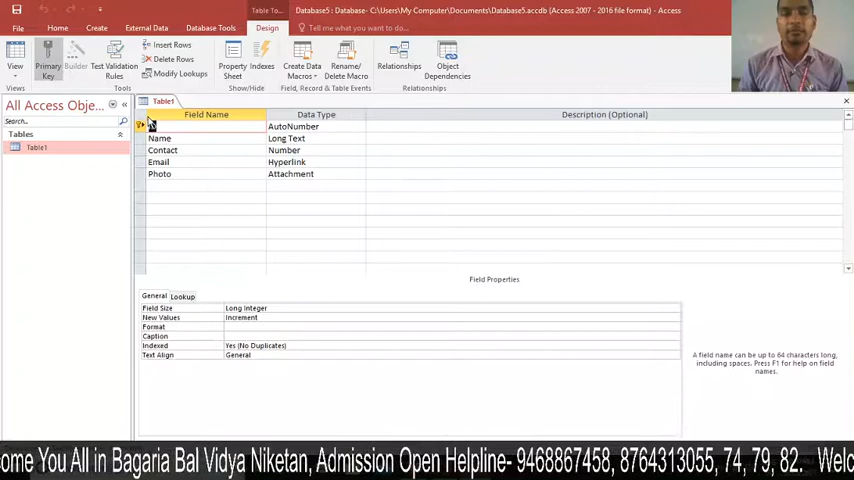 Table To...
Database5 : Database- C:\Users\My Computer\Documents\Database5.accdb (Access 2007 - 2016 file format) - Access
File
Home
Create
External Data
Database Tools
Design
Tell me what you want to do...
View
Primary Key
Builder
Test Validation Rules
Insert Rows
Delete Rows
Modify Lookups
Property Sheet
Indexes
Create Data Macros
Rename/ Delete Macro
Relationships
Object Dependencies
Views
Tools
Show/Hide
Field, Record & Table Events
Relationships
All Access Obje...
Search...
Tables
Table1
Table1
Field Name Data Type Description (Optional)
AutoNumber
Name Long Text
Contact Number
Email Hyperlink
Photo Attachment
Field Properties
General Lookup
Field Size Long Integer
New Values Increment
Format
Caption
Indexed Yes (No Duplicates)
Text Align General
A field name can be up to 64 characters long,
including spaces. Press F1 for help on field
names.
come You All in Bagaria Bal Vidya Niketan, Admission Open Helpline- 9468867458, 8764313055, 74, 79, 82. Welc